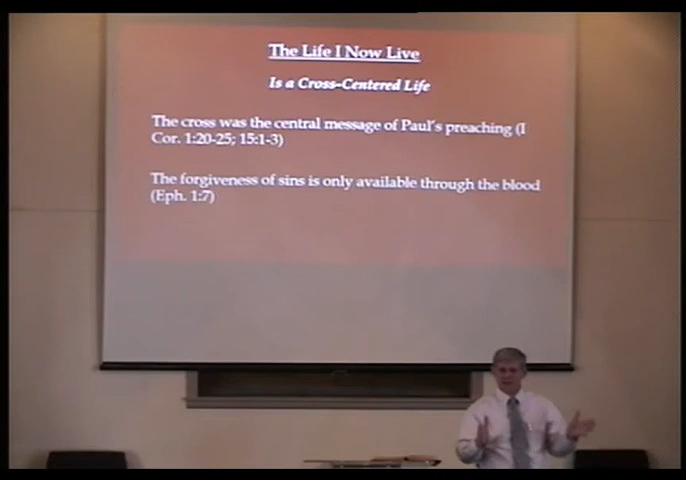 The Life I Now Live
Is a Cross-Centered Life
The cross was the central message of Paul's preaching (I
Cor. 1:20-25; 15:1-3)
The forgiveness of sins is only available through the blood
(Eph. 1:7)